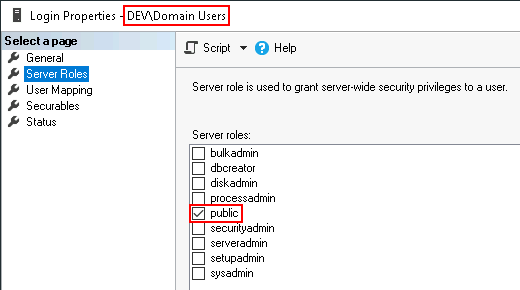 Login Properties - DEV\Domain Users
Select a page
General
Server Roles
User Mapping
Securables
Status
Script
Help
Server role is used to grant server-wide security privileges to a user.
Server roles:
bulkadmin
dbcreator
diskadmin
processadmin
public
securityadmin
serveradmin
setupadmin
sysadmin